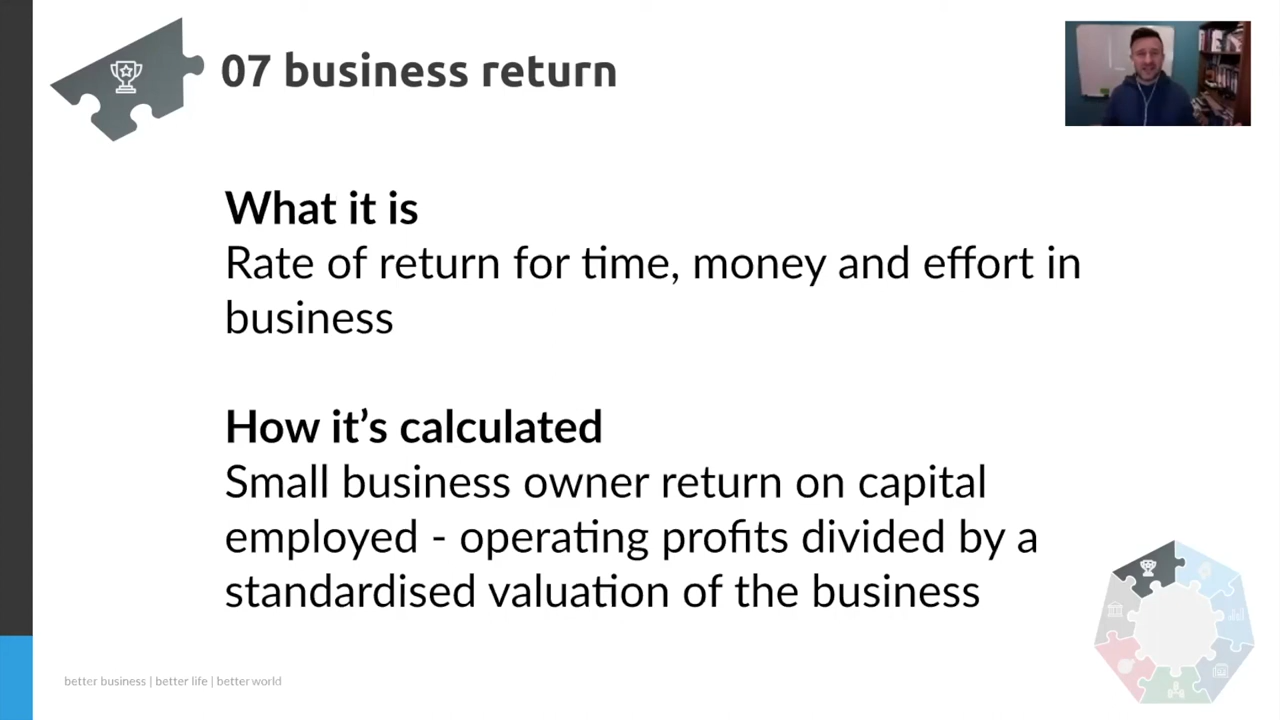 07 business return
What it is
Rate of return for time, money and effort in
business
How it's calculated
Small business owner return on capital
employed - operating profits divided by a
standardised valuation of the business
better business | better life | better world